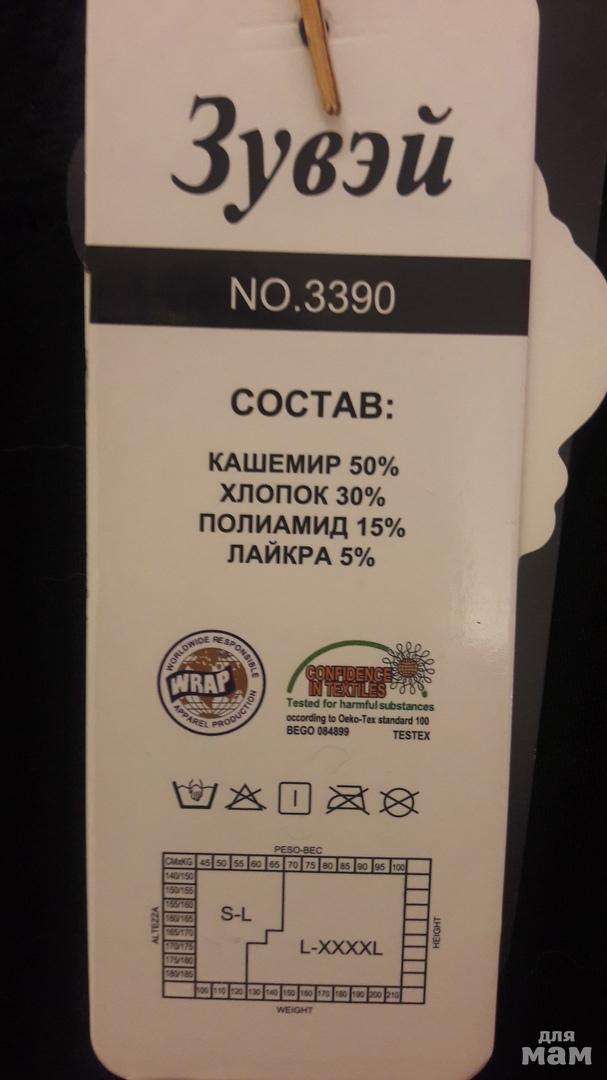 Зувэй
NO.3390
СОСТАВ:
КАШЕМИР 50%
ХЛОПОК 30%
ПОЛИАМИД 15%
ЛАЙКРА 5%
WORLDWIDE RESPONSIBLE
WRAP
APPAREL PRODUCTION
CONFIDENCE
IN TEXTILES
Tested for harmful substances
occording to Oeko-Tex standard 100
BEGO 084899 TESTEX
PESO-ВЕС
CMxKG 45 50 55 60 65 70 75 80 85 90 95 100
140/150
150/155
155/160
160/165
165/170
170/175
175/180
180/185
ALTEZZA
S-L
L-XXXXL
HEIGHT
100 110 120 130 140 150 160 170 180 190 200 210
WEIGHT
для
мам